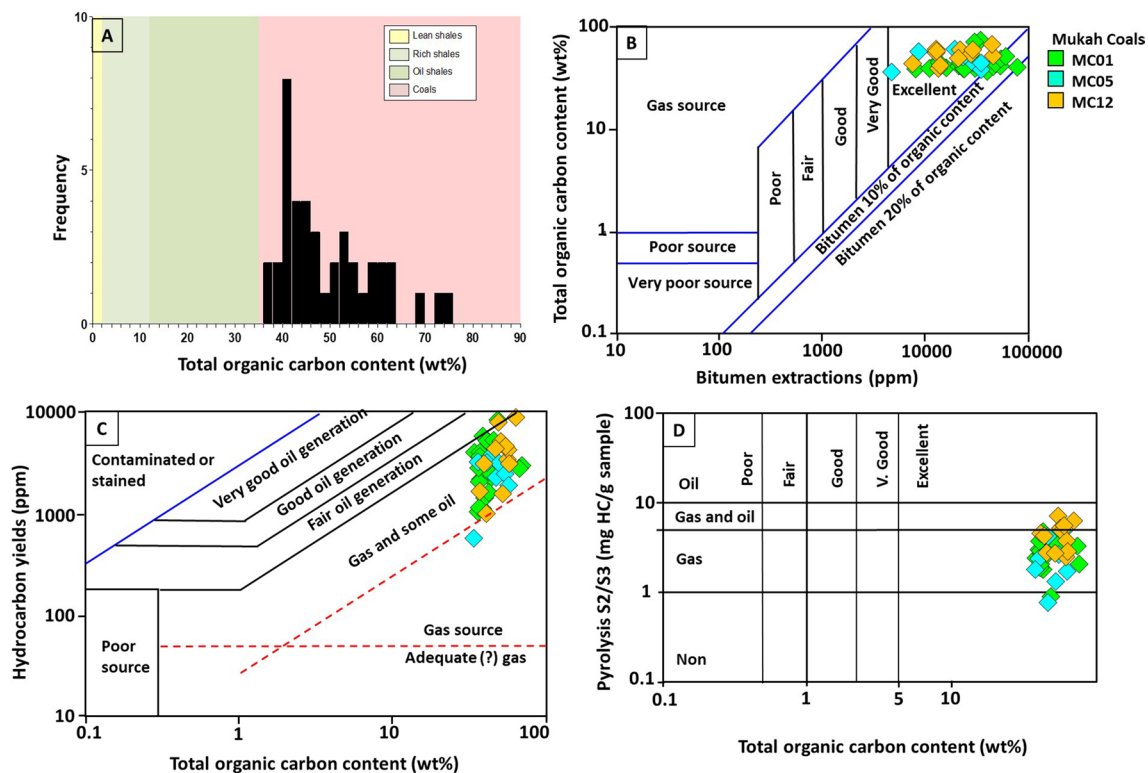 A
Lean shales
Rich shales
Oil shales
Coals
10
5
0
Frequency
0 10 20 30 40 50 60 70 80 90
Total organic carbon content (wt%)
B
Mukah Coals
MC01
MC05
MC12
Total organic carbon content (wt%)
100
10
1
0.1
Gas source
Poor
Fair
Good
Very Good
Excellent
Bitumen 10% of organic content
Bitumen 20% of organic content
Poor source
Very poor source
10 100 1000 10000 100000
Bitumen extractions (ppm)
C
Hydrocarbon yields (ppm)
10000
1000
100
10
Contaminated or
stained
Very good oil generation
Good oil generation
Fair oil generation
Gas and some oil
Gas source
Adequate (?) gas
Poor
source
0.1 1 10 100
Total organic carbon content (wt%)
D
Pyrolysis S2/S3 (mg HC/g sample)
100
10
1
0.1
Poor
Fair
Good
V. Good
Excellent
Oil
Gas and oil
Gas
Non
0.1 1 5 10
Total organic carbon content (wt%)